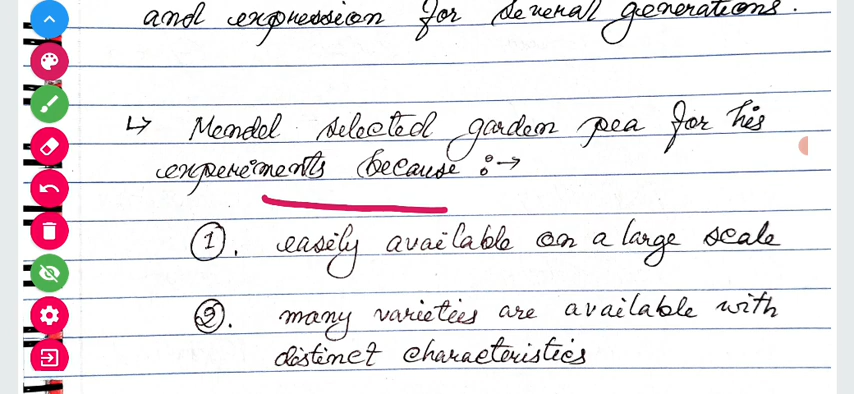 and expression for several generations.
↳ Mendel selected garden pea for his
experiments because :→
①. easily available on a large scale
②. many varieties are available with
distinct characteristics